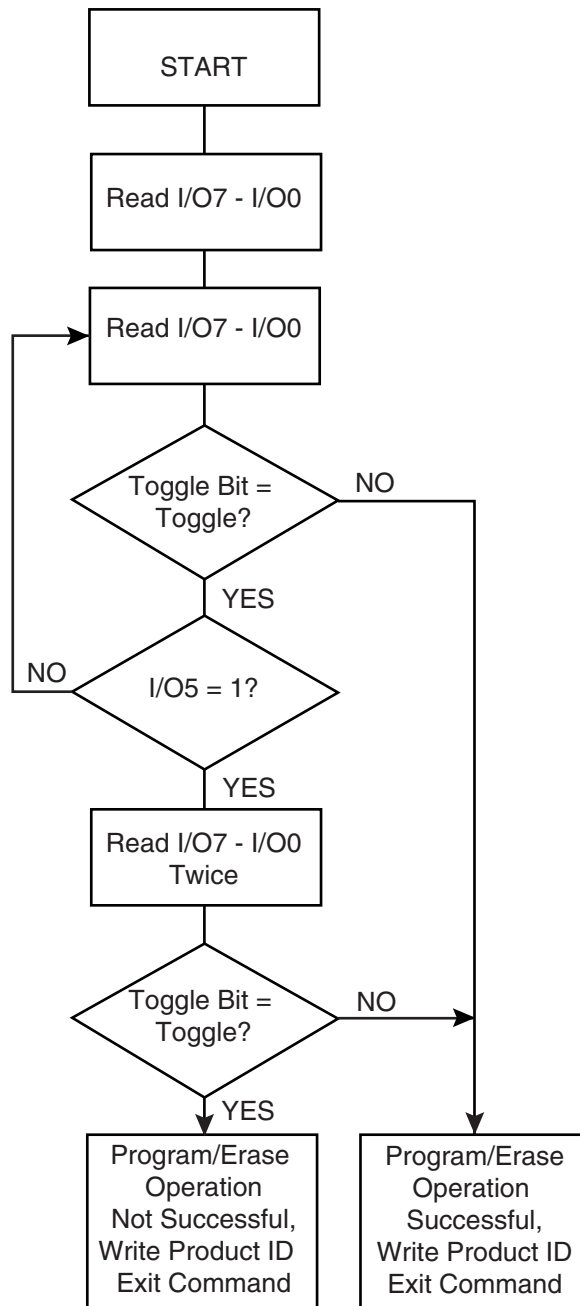 START
Read I/O7 - I/O0
Read I/O7 - I/O0
Toggle Bit =
Toggle?
NO
YES
NO
I/O5 = 1?
YES
Read I/O7 - I/O0
Twice
Toggle Bit =
Toggle?
NO
YES
Program/Erase
Operation
Not Successful,
Write Product ID
Exit Command
Program/Erase
Operation
Successful,
Write Product ID
Exit Command